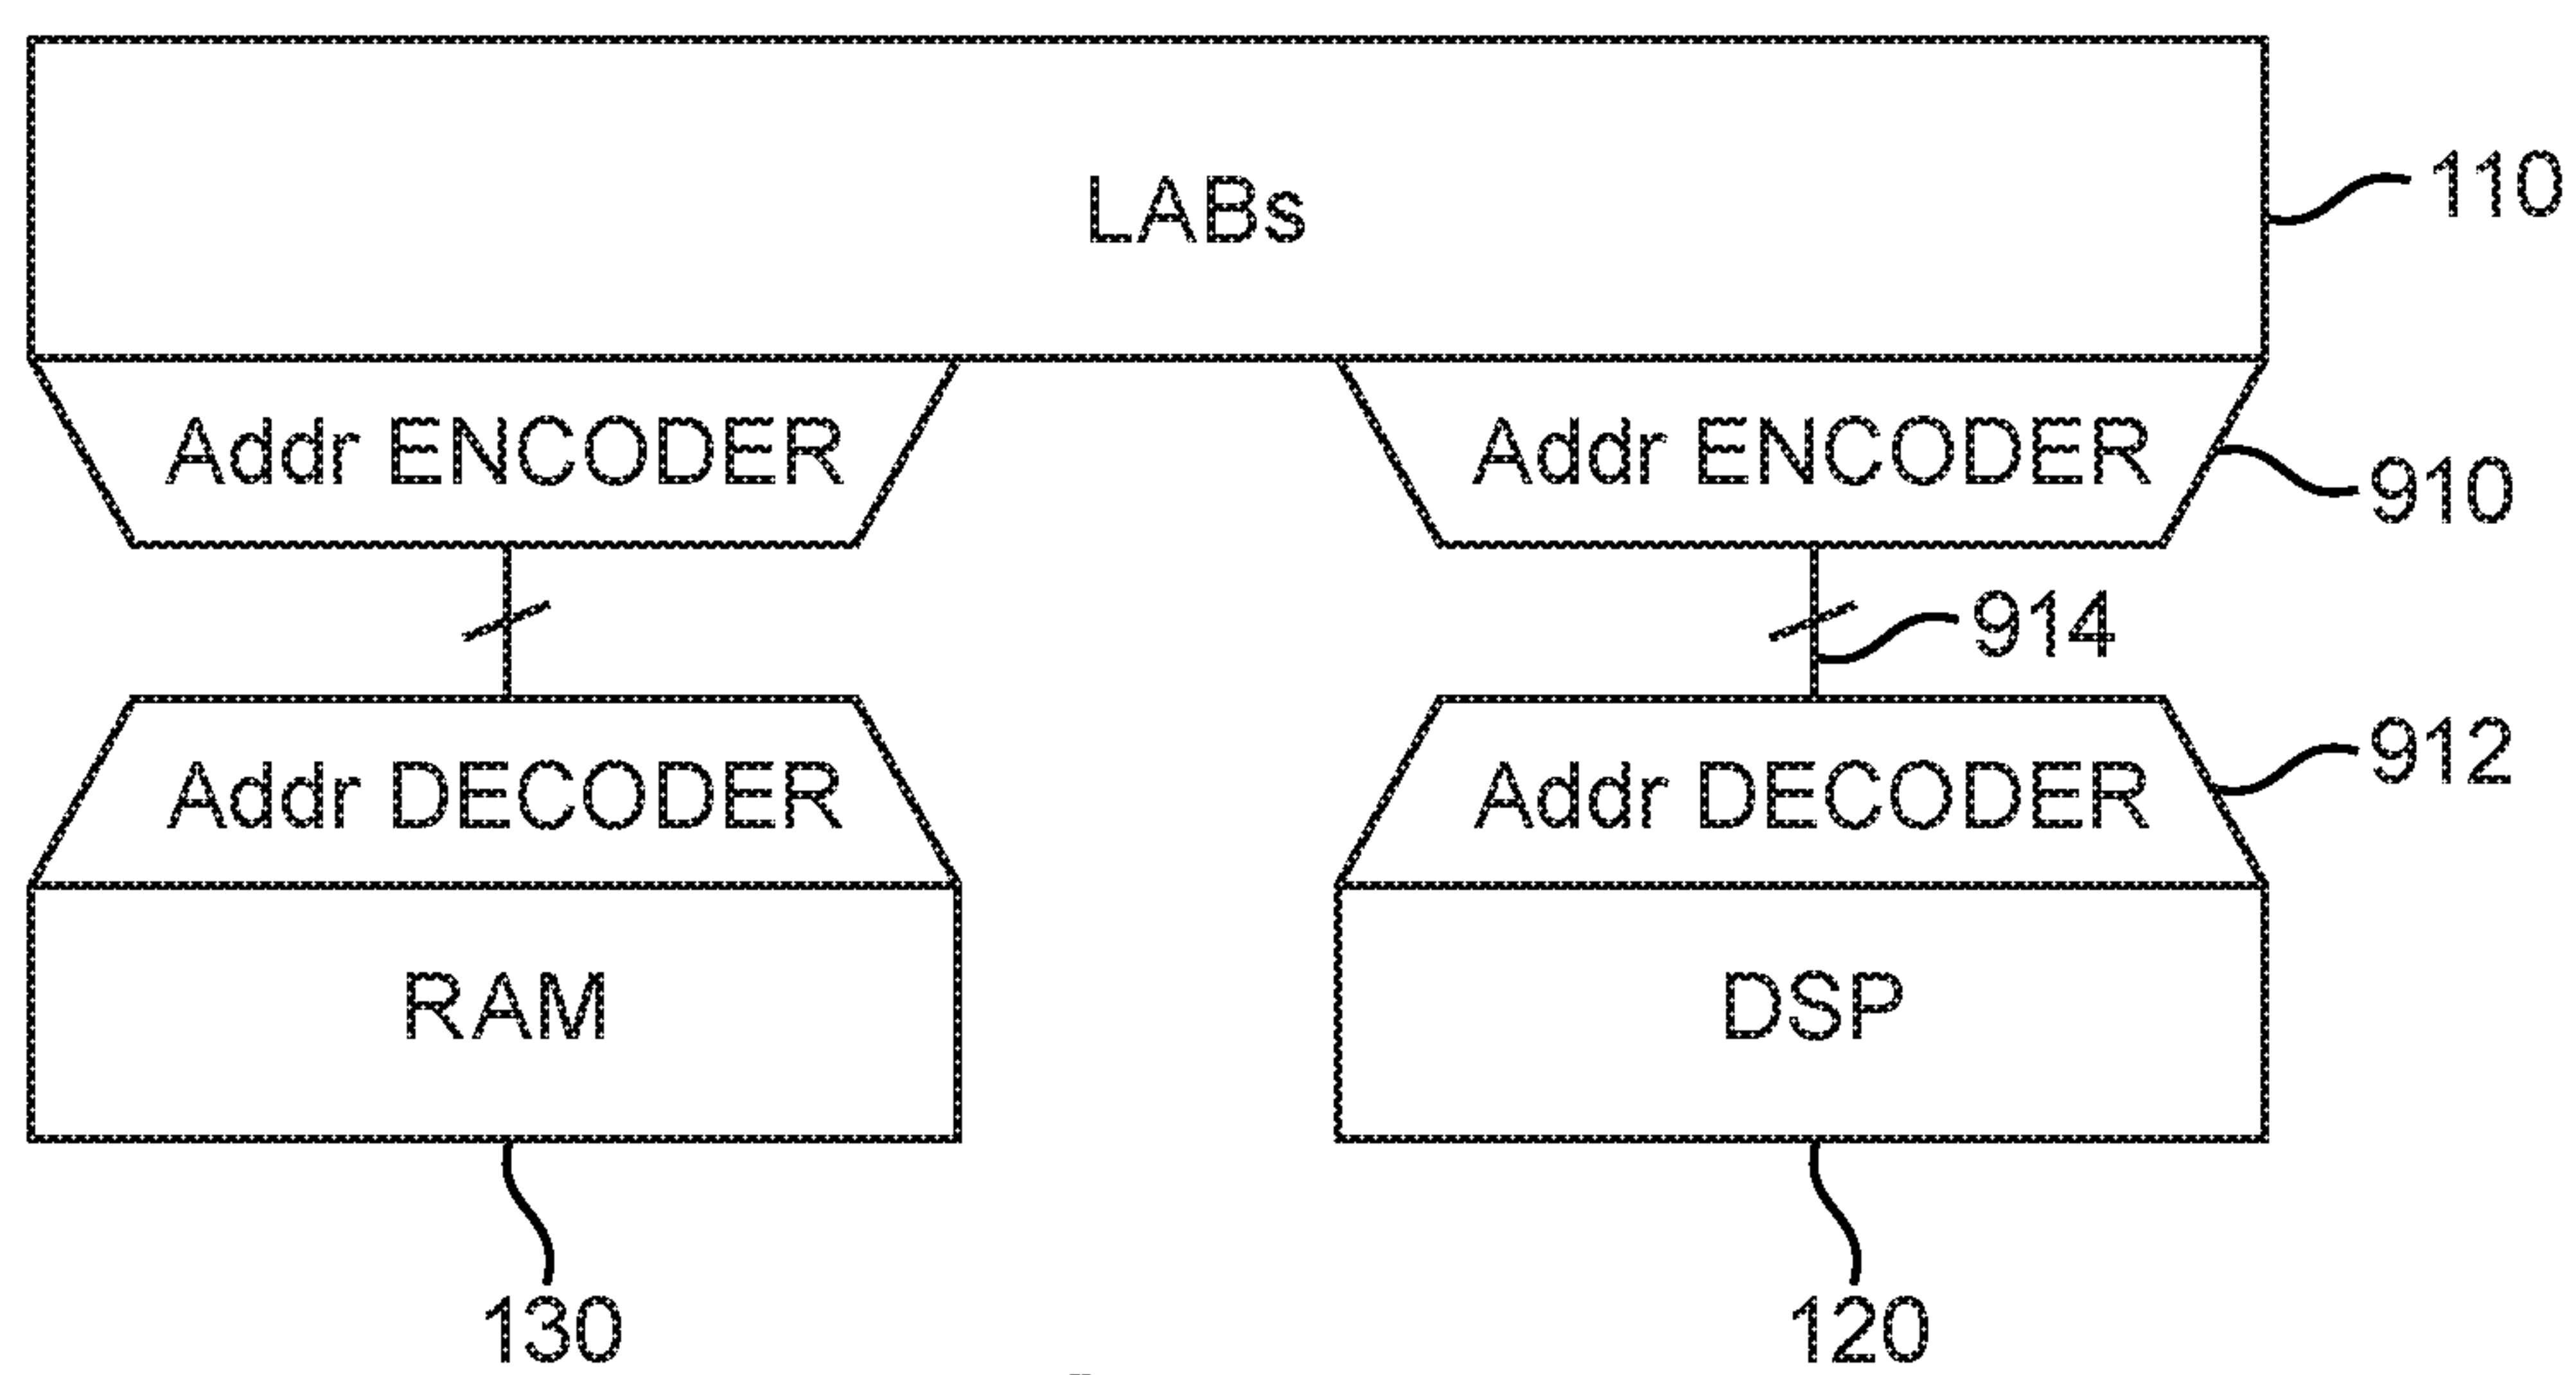 LABs
110
Addr ENCODER
Addr ENCODER
910
914
Addr DECODER
Addr DECODER
912
RAM
DSP
130
120